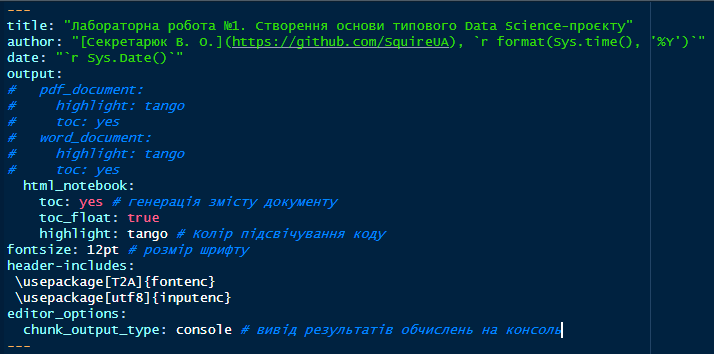 ---
title: "Лабораторна робота №1. Створення основи типового Data Science-проєкту"
author: "[Секретарюк В. О.](https://github.com/SquireUA), `r format(Sys.time(), '%Y')`"
date: "`r Sys.Date()`"
output:
#   pdf_document:
#     highlight: tango
#     toc: yes
#   word_document:
#     highlight: tango
#     toc: yes
  html_notebook:
    toc: yes # генерація змісту документу
    toc_float: true
    highlight: tango # Колір підсвічування коду
fontsize: 12pt # розмір шрифту
header-includes:
 \usepackage[T2A]{fontenc}
 \usepackage[utf8]{inputenc}
editor_options:
  chunk_output_type: console # вивід результатів обчислень на консоль
---